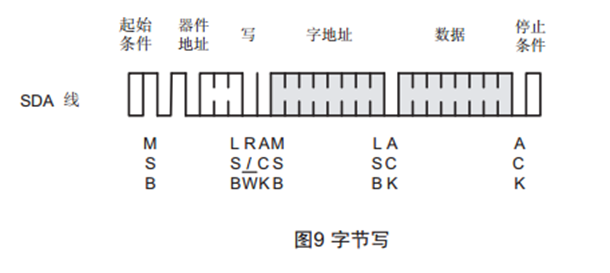 起始 器件 写 字地址 数据 停止
条件 地址 条件
SDA 线
M L R A M L A A
S S / C S S C C
B B W K B B K K
图9 字节写